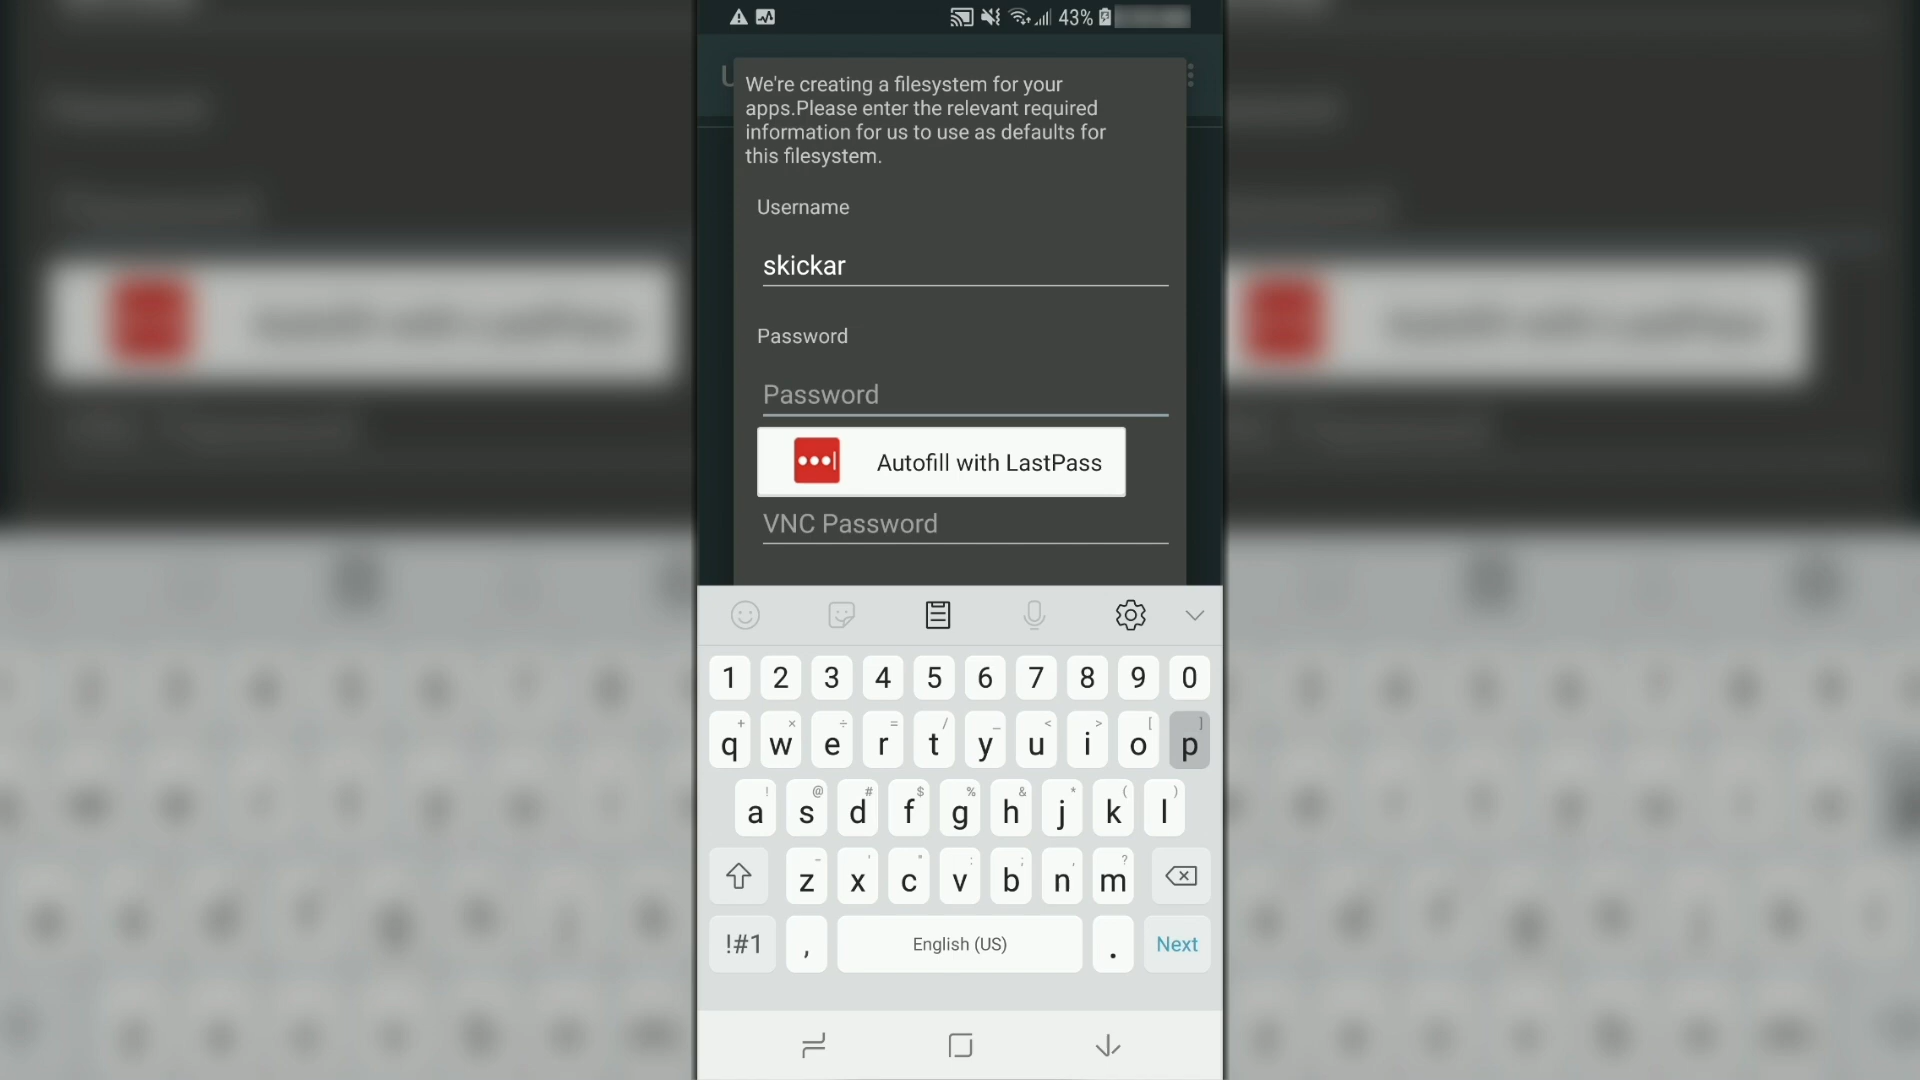 43%
U
We're creating a filesystem for your
apps.Please enter the relevant required
information for us to use as defaults for
this filesystem.
Username
skickar
Password
Password
Autofill with LastPass
VNC Password
1 2 3 4 5 6 7 8 9 0
+ × ÷ = / _ < > [ ]
q w e r t y u i o p
! @ # $ % & * ( )
a s d f g h j k l
- ' " : ; , ?
z x c v b n m
!#1 , English (US) . Next